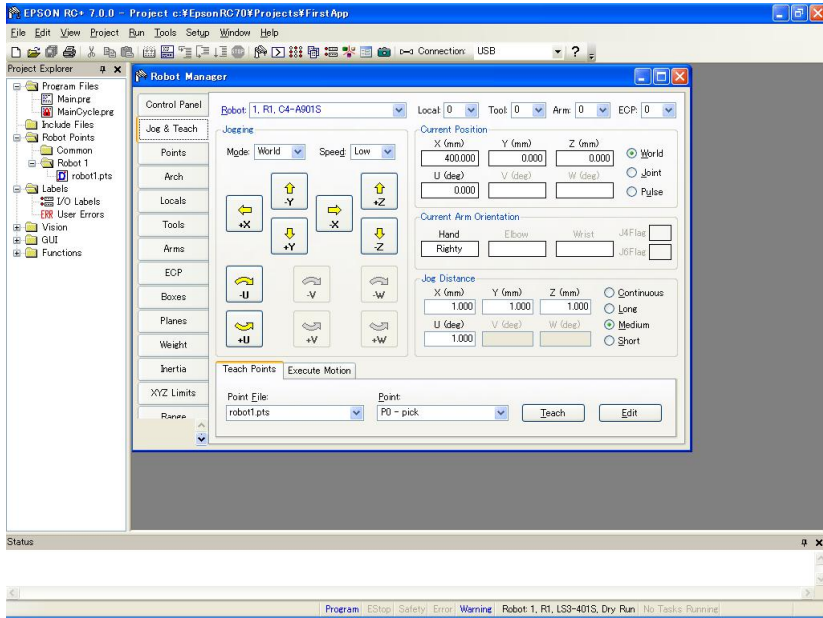 EPSON RC+ 7.0.0 - Project c:¥EpsonRC70¥Projects¥FirstApp
File Edit View Project Run Tools Setup Window Help
Connection: USB
Project Explorer
Program Files
Main.prg
MainCycle.prg
Include Files
Robot Points
Common
Robot 1
robot1.pts
Labels
I/O Labels
ERR User Errors
Vision
GUI
Functions
Robot Manager
Control Panel
Jog & Teach
Points
Arch
Locals
Tools
Arms
ECP
Boxes
Planes
Weight
Inertia
XYZ Limits
Range
Robot: 1, R1, C4-A901S Local: 0 Tool: 0 Arm: 0 ECP: 0
Jogging
Mode: World Speed: Low
-Y +Z
+X -X
+Y -Z
-U -V -W
+U +V +W
Current Position
X (mm) Y (mm) Z (mm)
400.000 0.000 0.000
U (deg) V (deg) W (deg)
0.000
World
Joint
Pulse
Current Arm Orientation
Hand Elbow Wrist J4Flag
Righty J6Flag
Jog Distance
X (mm) Y (mm) Z (mm)
1.000 1.000 1.000
U (deg) V (deg) W (deg)
1.000
Continuous
Long
Medium
Short
Teach Points Execute Motion
Point File: Point:
robot1.pts P0 - pick Teach Edit
Status
Program EStop Safety Error Warning Robot: 1, R1, LS3-401S, Dry Run No Tasks Running